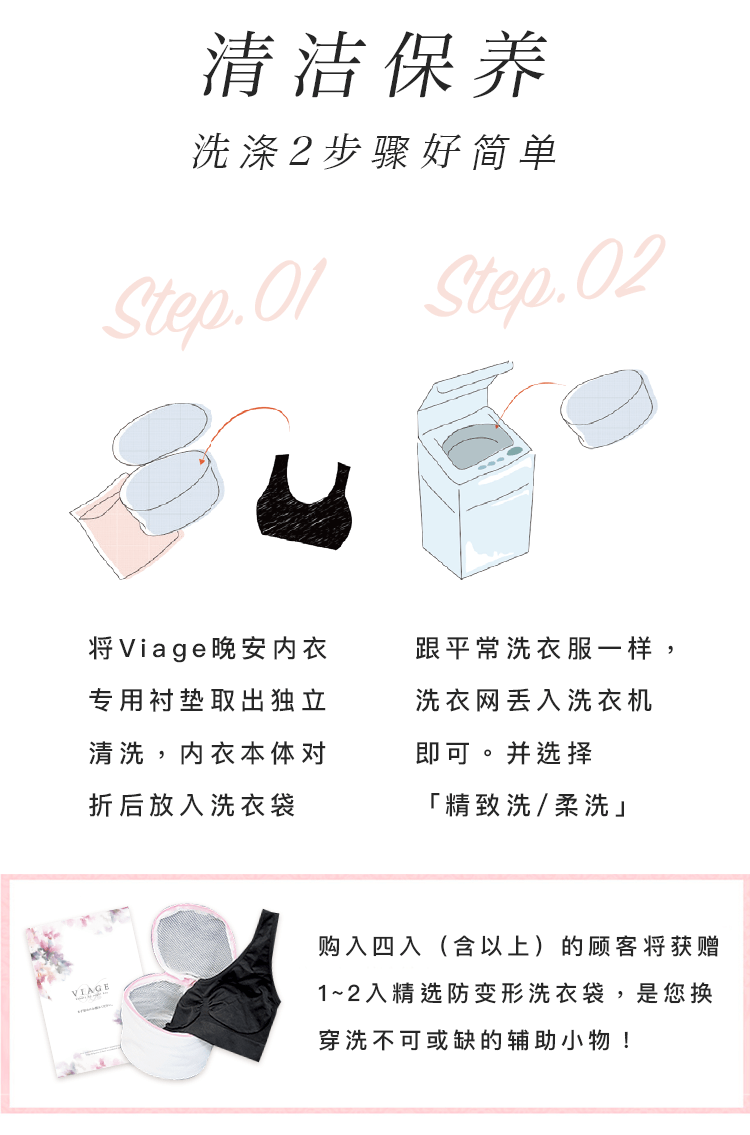 清洁保养
洗涤2步骤好简单
Step.01
Step.02
将Viage晚安内衣
专用衬垫取出独立
清洗，内衣本体对
折后放入洗衣袋
跟平常洗衣服一样，
洗衣网丢入洗衣机
即可。并选择
「精致洗/柔洗」
VIAGE
购入四入（含以上）的顾客将获赠
1~2入精选防变形洗衣袋，是您换
穿洗不可或缺的辅助小物！